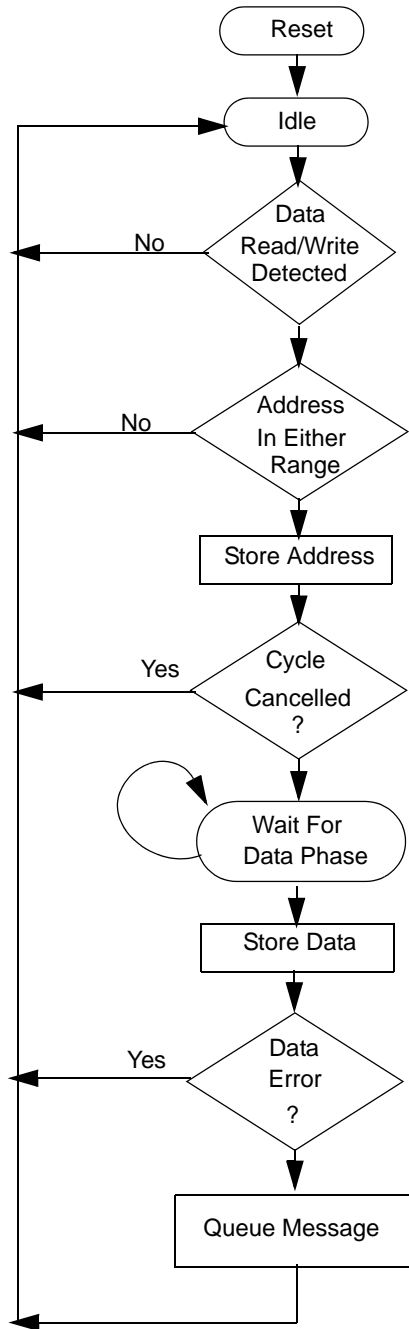 Reset
Idle
Data
Read/Write
Detected
No
Address
In Either
Range
No
Store Address
Cycle
Cancelled
?
Yes
Wait For
Data Phase
Store Data
Data
Error
?
Yes
Queue Message